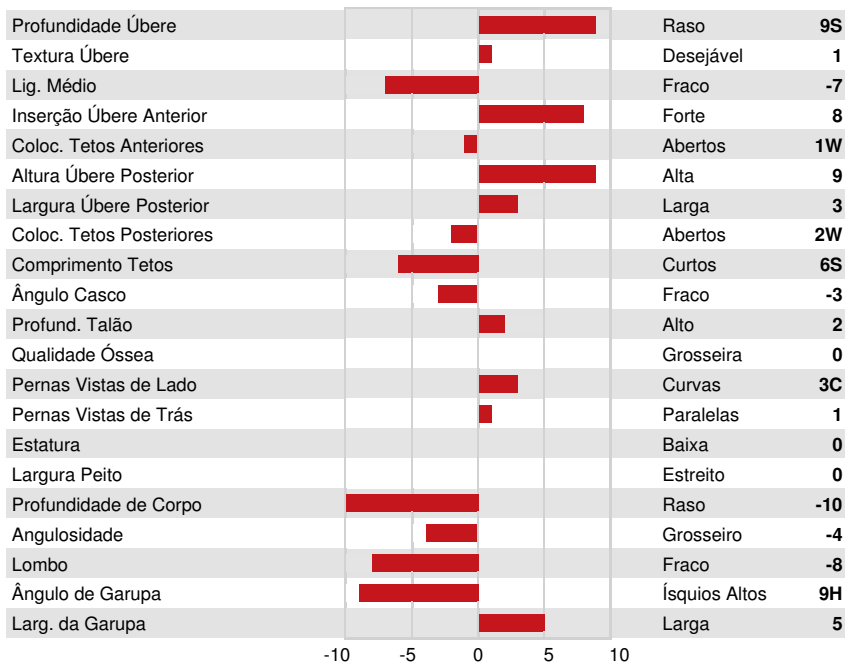 Profundidade Úbere Raso 9S
Textura Úbere Desejável 1
Lig. Médio Fraco -7
Inserção Úbere Anterior Forte 8
Coloc. Tetos Anteriores Abertos 1W
Altura Úbere Posterior Alta 9
Largura Úbere Posterior Larga 3
Coloc. Tetos Posteriores Abertos 2W
Comprimento Tetos Curtos 6S
Ângulo Casco Fraco -3
Profund. Talão Alto 2
Qualidade Óssea Grosseira 0
Pernas Vistas de Lado Curvas 3C
Pernas Vistas de Trás Paralelas 1
Estatura Baixa 0
Largura Peito Estreito 0
Profundidade de Corpo Raso -10
Angulosidade Grosseiro -4
Lombo Fraco -8
Ângulo de Garupa Ísquios Altos 9H
Larg. da Garupa Larga 5
-10 -5 0 5 10